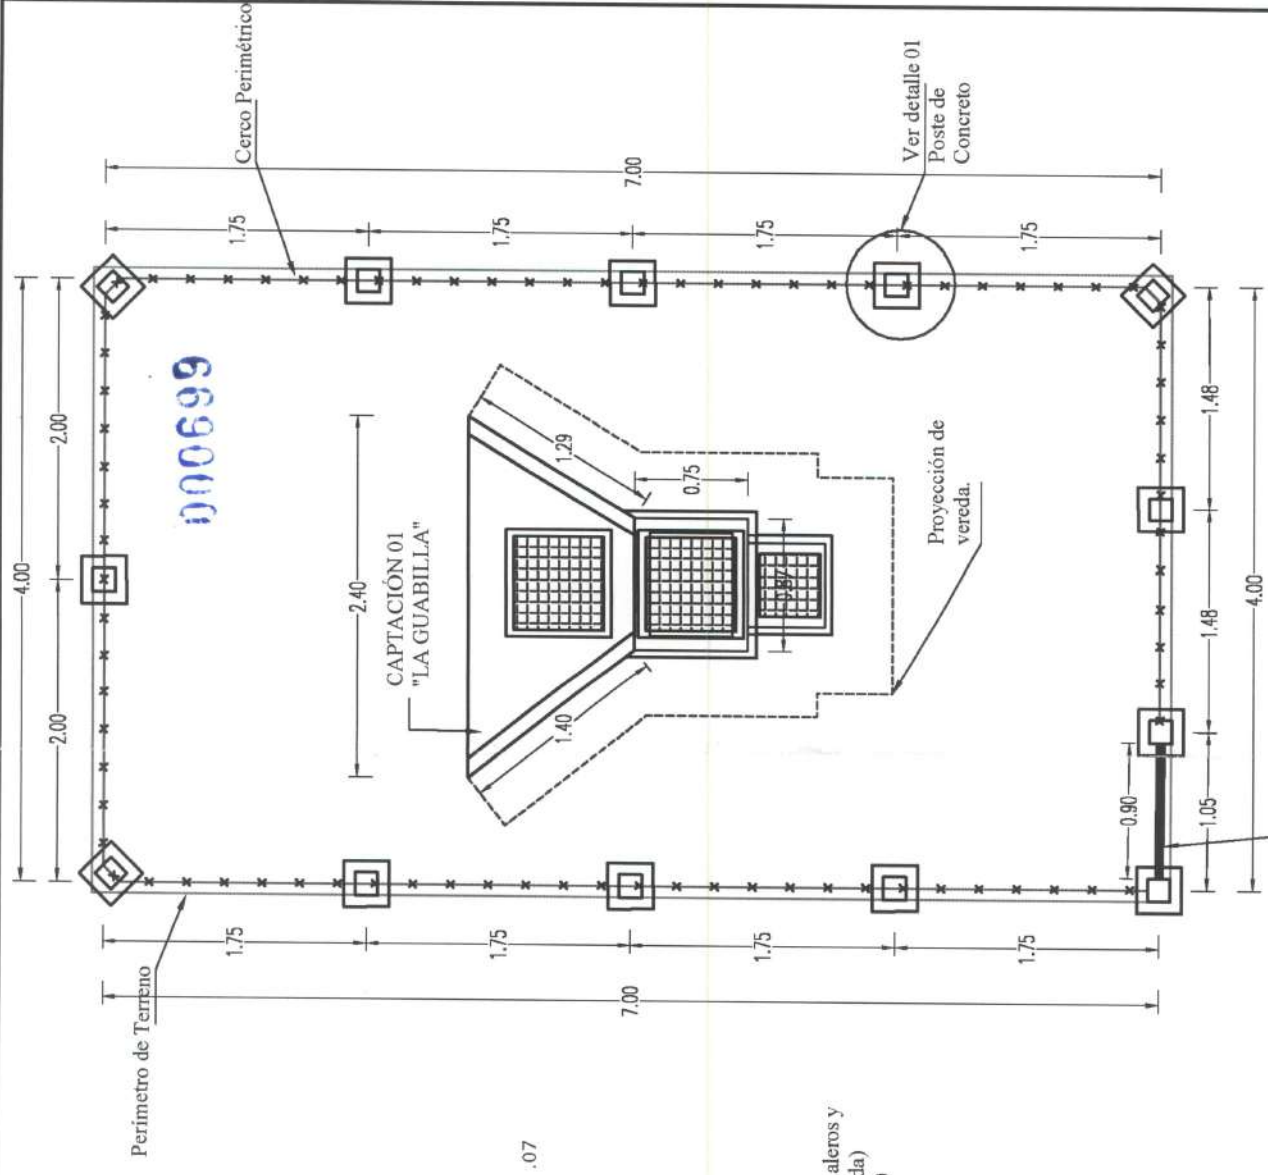 4.00
2.00
2.00
Cerco Perimétrico
7.00
1.75
1.75
1.75
1.75
000699
Ver detalle 01
Poste de
Concreto
CAPTACIÓN 01
"LA GUABILLA"
2.40
1.29
0.75
1.40
Proyección de
vereda.
1.48
1.48
4.00
0.90
1.05
Perimetro de Terreno
1.75
1.75
1.75
1.75
7.00
.07
aleros y